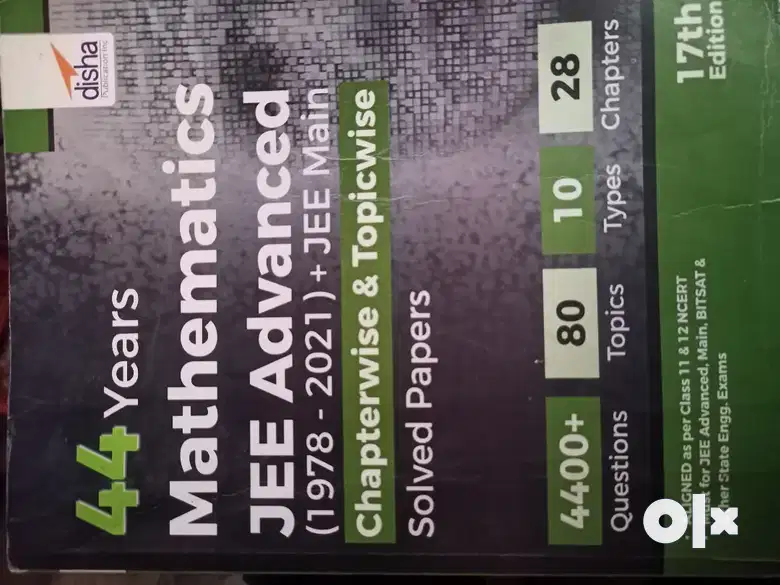 disha
Publication Inc
44 Years
Mathematics
JEE Advanced
(1978 - 2021) + JEE Main
Chapterwise & Topicwise
Solved Papers
4400+
Questions
80
Topics
10
Types
28
Chapters
17th
Edition
ALIGNED as per Class 11 & 12 NCERT
for JEE Advanced, Main, BITSAT &
State Engg. Exams
olx